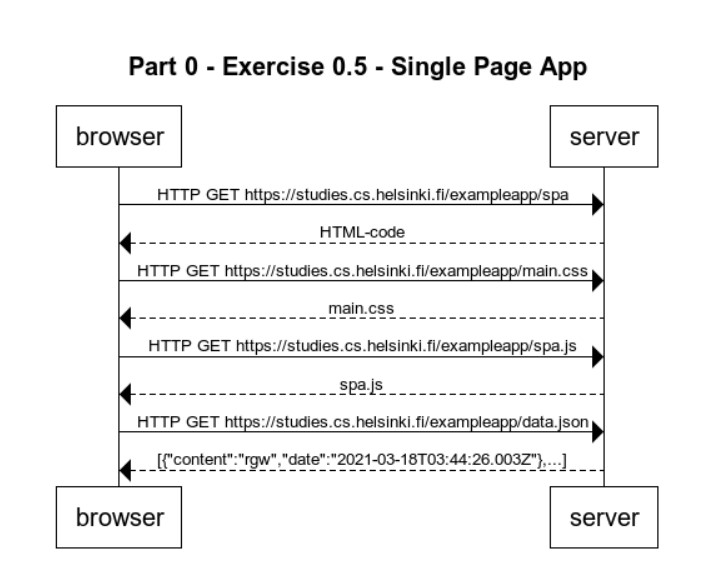 Part 0 - Exercise 0.5 - Single Page App
browser
server
HTTP GET https://studies.cs.helsinki.fi/exampleapp/spa
HTML-code
HTTP GET https://studies.cs.helsinki.fi/exampleapp/main.css
main.css
HTTP GET https://studies.cs.helsinki.fi/exampleapp/spa.js
spa.js
HTTP GET https://studies.cs.helsinki.fi/exampleapp/data.json
[{"content":"rgw","date":"2021-03-18T03:44:26.003Z"},...]
browser
server